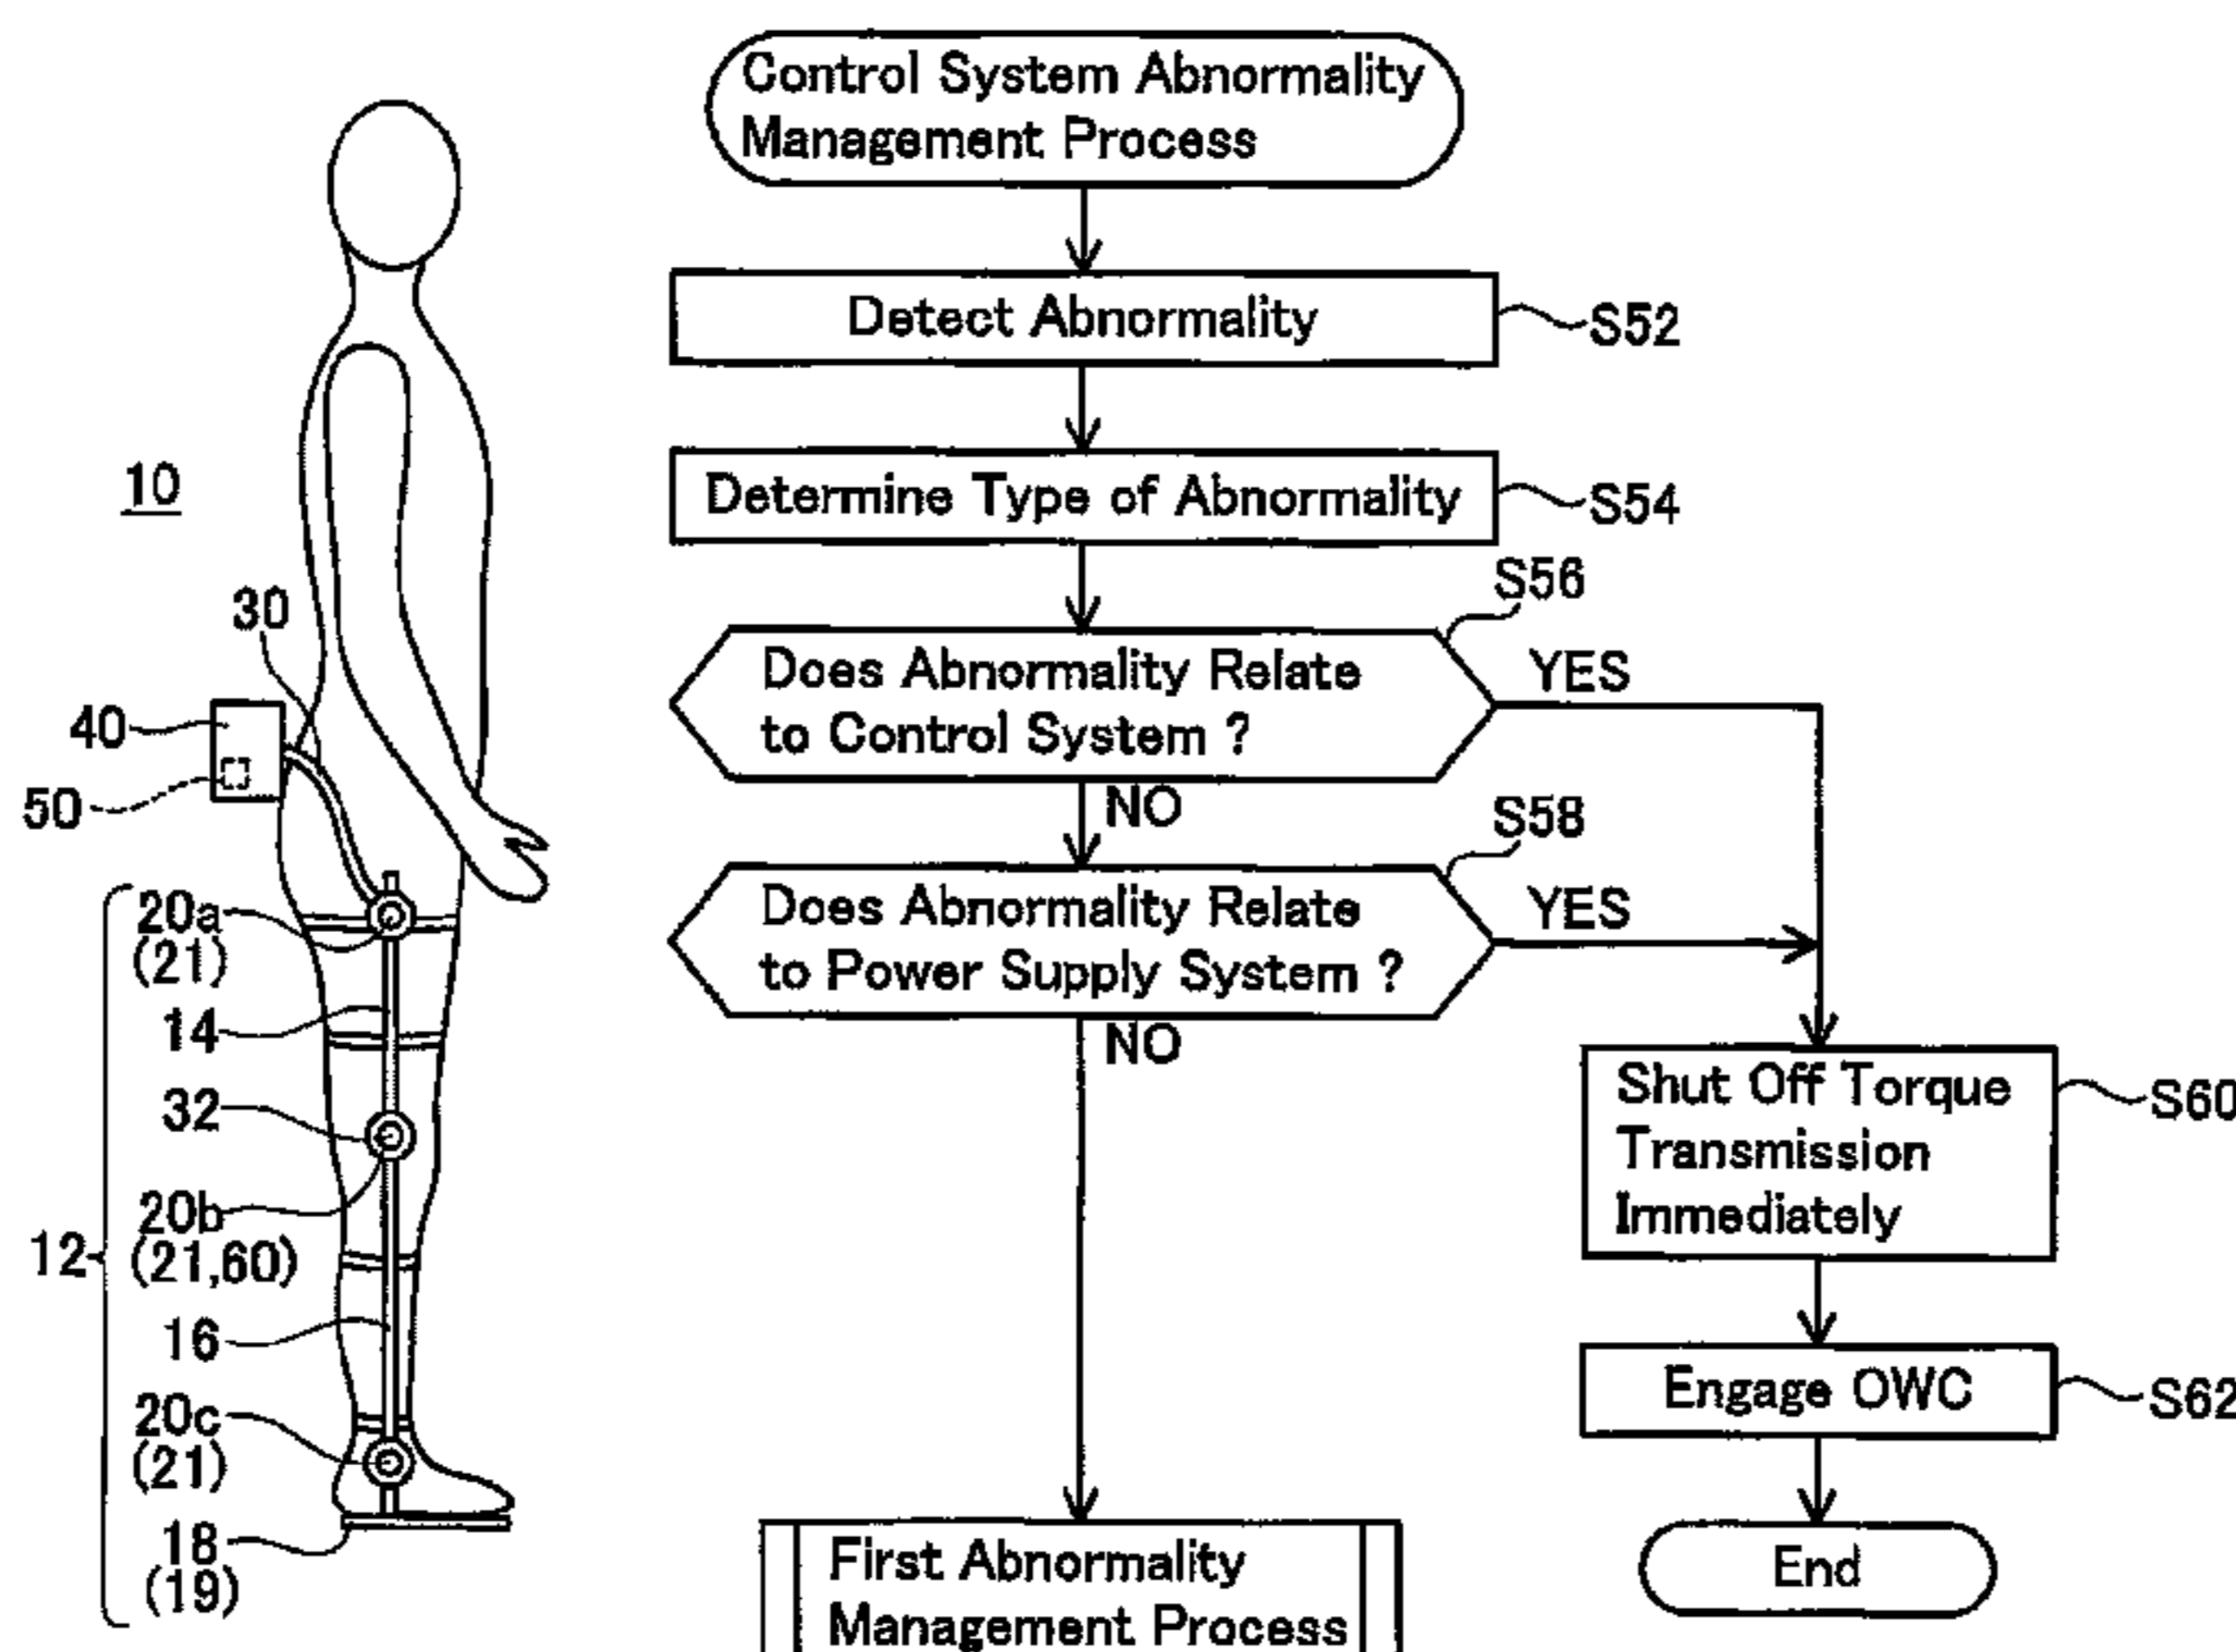 10
30
40
50
12
20a
(21)
14
32
20b
(21,60)
16
20c
(21)
18
(19)
Control System Abnormality
Management Process
Detect Abnormality
S52
Determine Type of Abnormality
S54
S56
Does Abnormality Relate
to Control System ?
YES
NO
S58
Does Abnormality Relate
to Power Supply System ?
YES
NO
Shut Off Torque
Transmission
Immediately
S60
Engage OWC
S62
End
First Abnormality
Management Process